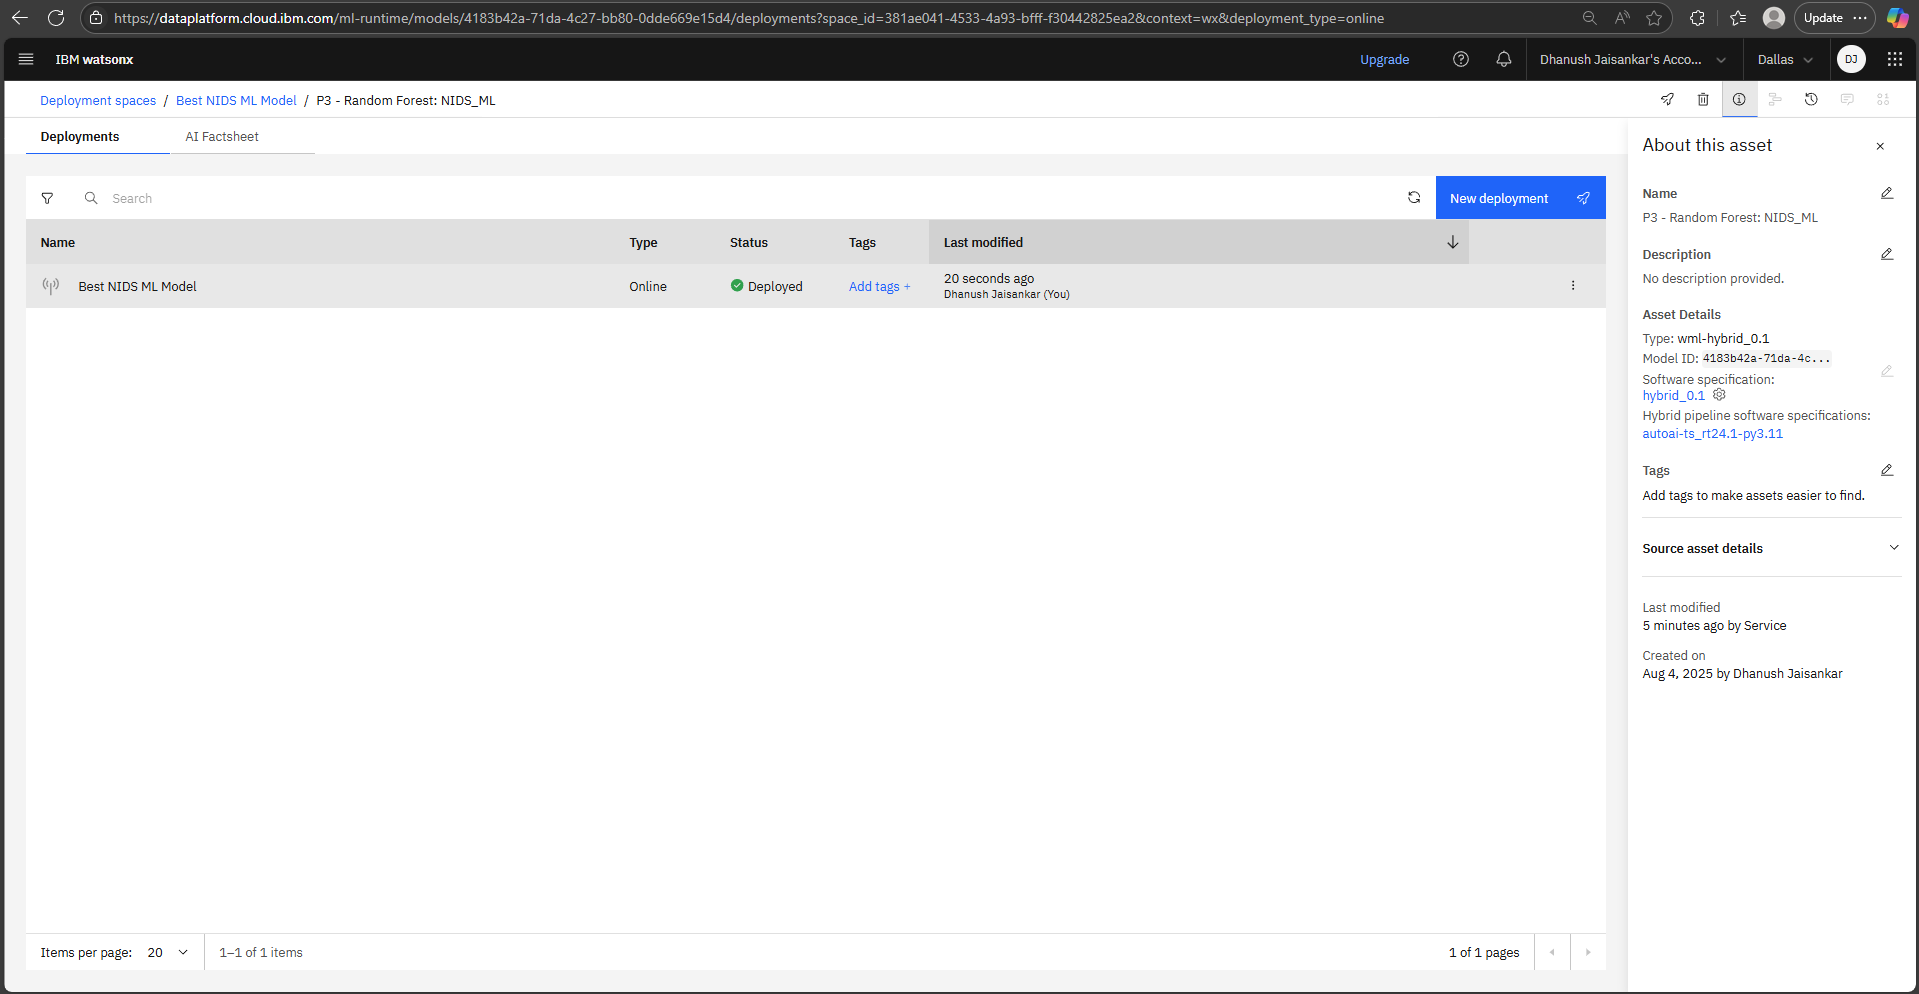 https://dataplatform.cloud.ibm.com/ml-runtime/models/4183b42a-71da-4c27-bb80-0dde669e15d4/deployments?space_id=381ae041-4533-4a93-bfff-f30442825ea2&context=wx&deployment_type=online
Update
IBM watsonx
Upgrade
Dhanush Jaisankar's Acco...
Dallas
DJ
Deployment spaces / Best NIDS ML Model / P3 - Random Forest: NIDS_ML
Deployments
AI Factsheet
Search
New deployment
Name Type Status Tags Last modified
Best NIDS ML Model Online Deployed Add tags + 20 seconds ago
Dhanush Jaisankar (You)
Items per page: 20
1–1 of 1 items
1 of 1 pages
About this asset
Name
P3 - Random Forest: NIDS_ML
Description
No description provided.
Asset Details
Type: wml-hybrid_0.1
Model ID: 4183b42a-71da-4c...
Software specification:
hybrid_0.1
Hybrid pipeline software specifications:
autoai-ts_rt24.1-py3.11
Tags
Add tags to make assets easier to find.
Source asset details
Last modified
5 minutes ago by Service
Created on
Aug 4, 2025 by Dhanush Jaisankar